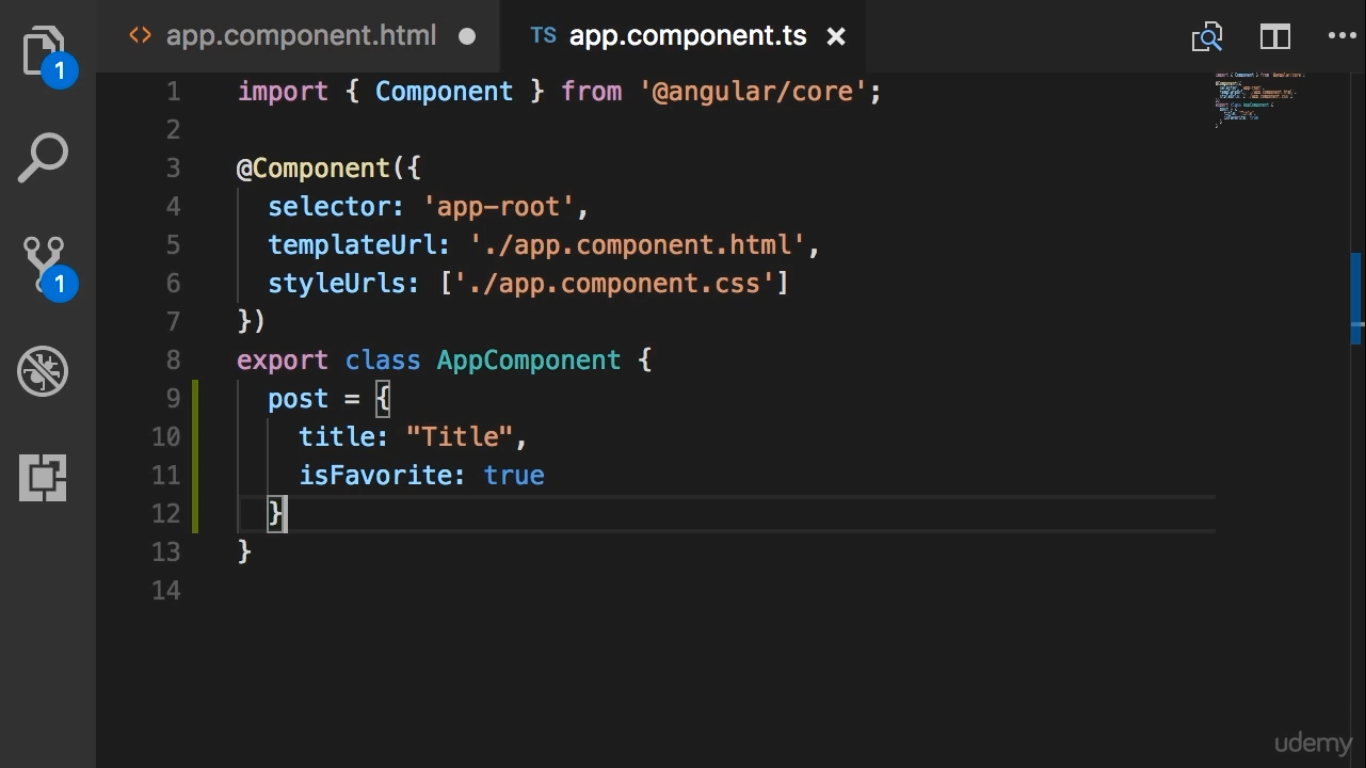 <> app.component.html ● TS app.component.ts ×
1
1
1 import { Component } from '@angular/core';
2
3 @Component({
4 selector: 'app-root',
5 templateUrl: './app.component.html',
6 styleUrls: ['./app.component.css']
7 })
8 export class AppComponent {
9 post = {
10 title: "Title",
11 isFavorite: true
12 }
13 }
14
udemy